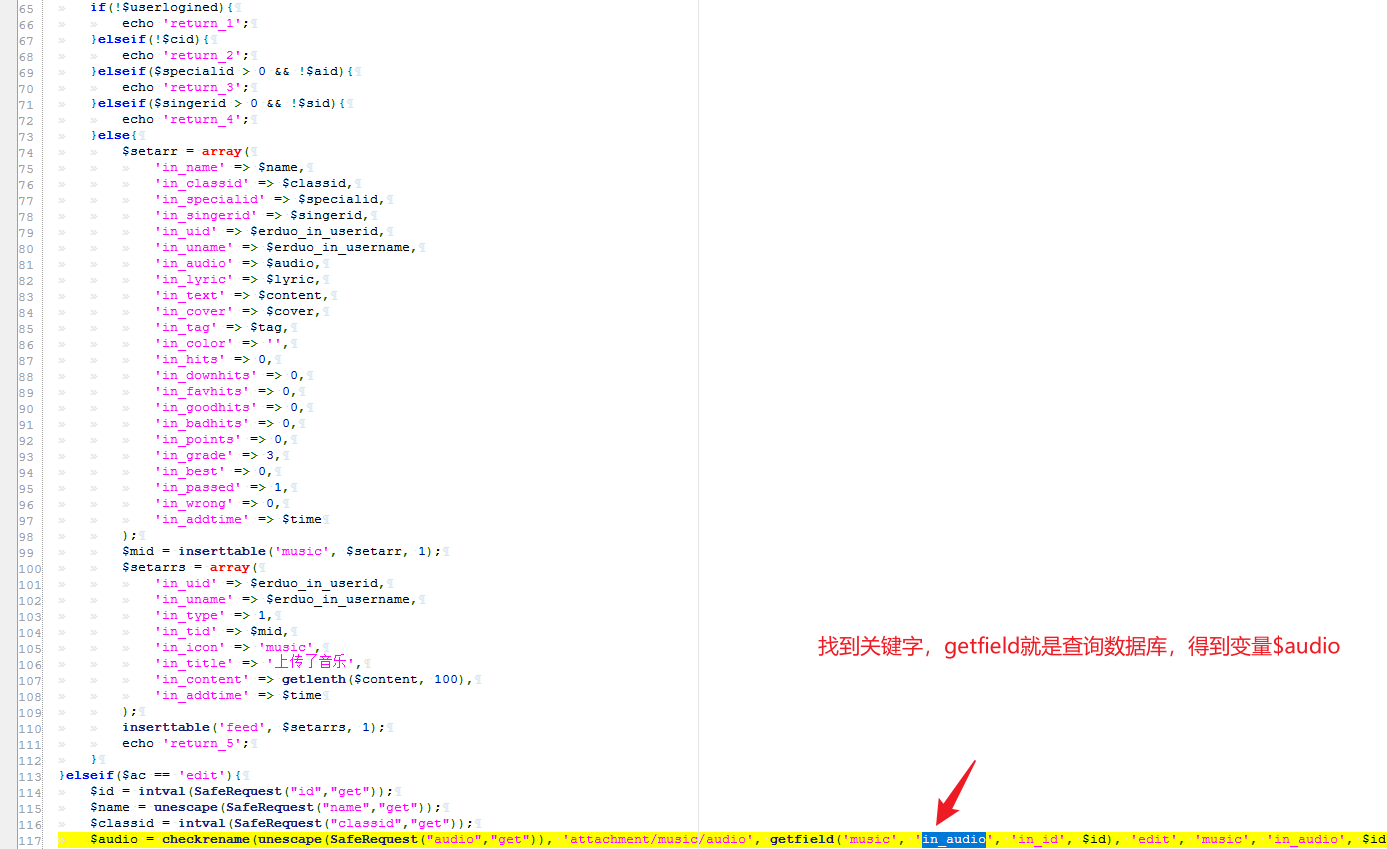 65 if(!$userlogined){
66 echo 'return_1';
67 }elseif(!$cid){
68 echo 'return_2';
69 }elseif($specialid > 0 && !$aid){
70 echo 'return_3';
71 }elseif($singerid > 0 && !$sid){
72 echo 'return_4';
73 }else{
74 $setarr = array(
75 'in_name' => $name,
76 'in_classid' => $classid,
77 'in_specialid' => $specialid,
78 'in_singerid' => $singerid,
79 'in_uid' => $erduo_in_userid,
80 'in_uname' => $erduo_in_username,
81 'in_audio' => $audio,
82 'in_lyric' => $lyric,
83 'in_text' => $content,
84 'in_cover' => $cover,
85 'in_tag' => $tag,
86 'in_color' => '',
87 'in_hits' => 0,
88 'in_downhits' => 0,
89 'in_favhits' => 0,
90 'in_goodhits' => 0,
91 'in_badhits' => 0,
92 'in_points' => 0,
93 'in_grade' => 3,
94 'in_best' => 0,
95 'in_passed' => 1,
96 'in_wrong' => 0,
97 'in_addtime' => $time
98 );
99 $mid = inserttable('music', $setarr, 1);
100 $setarrs = array(
101 'in_uid' => $erduo_in_userid,
102 'in_uname' => $erduo_in_username,
103 'in_type' => 1,
104 'in_tid' => $mid,
105 'in_icon' => 'music',
找到关键字，getfield就是查询数据库，得到变量$audio
106 'in_title' => '上传了音乐',
107 'in_content' => getlenth($content, 100),
108 'in_addtime' => $time
109 );
110 inserttable('feed', $setarrs, 1);
111 echo 'return_5';
112 }
113 }elseif($ac == 'edit'){
114 $id = intval(SafeRequest("id","get"));
115 $name = unescape(SafeRequest("name","get"));
116 $classid = intval(SafeRequest("classid","get"));
117 $audio = checkrename(unescape(SafeRequest("audio","get")), 'attachment/music/audio', getfield('music', 'in_audio', 'in_id', $id), 'edit', 'music', 'in_audio', $id